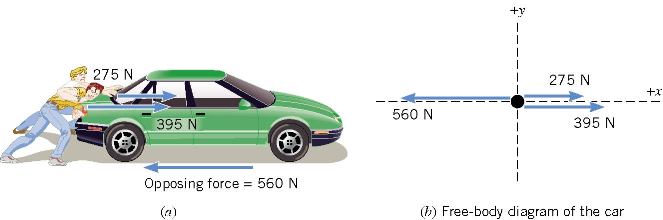 275 N
395 N
Opposing force = 560 N
(a)
+y
275 N
+x
560 N
395 N
(b) Free-body diagram of the car